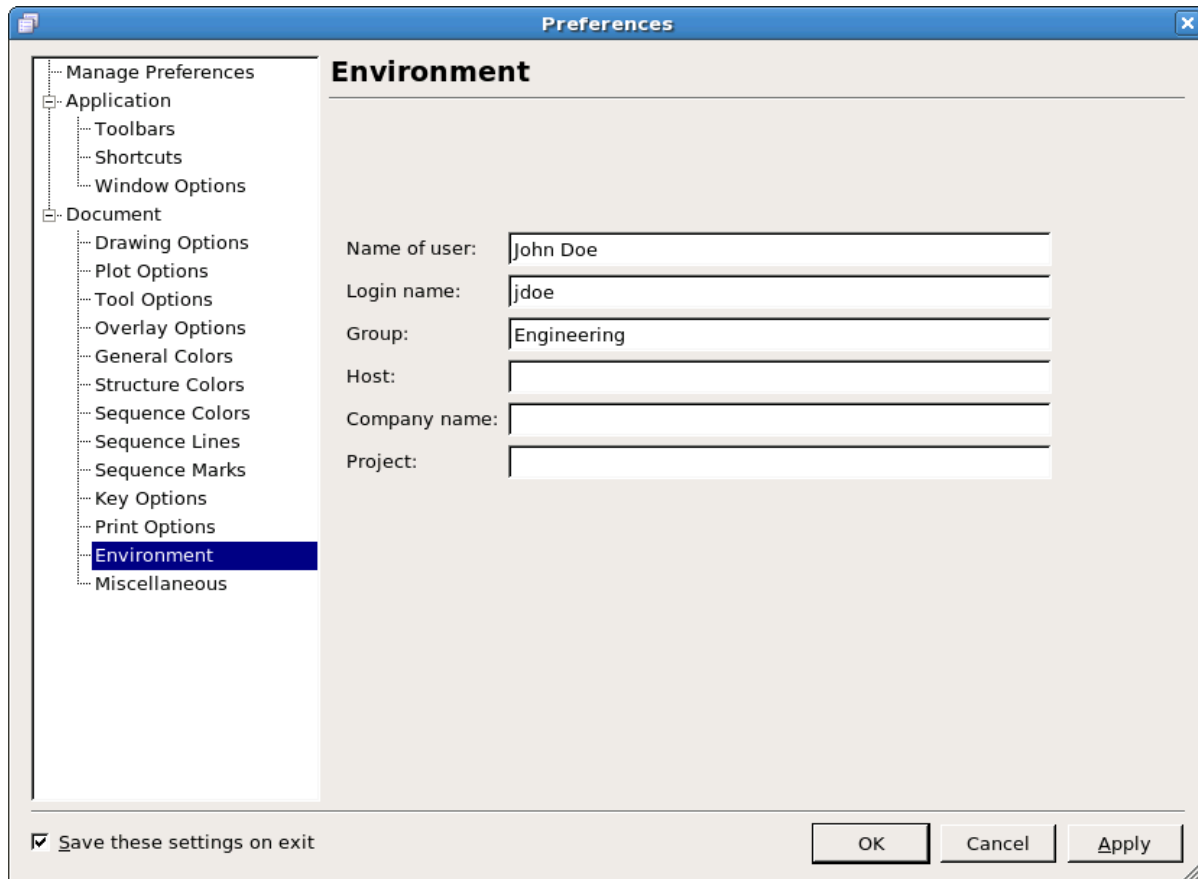 Preferences
Manage Preferences
Application
Toolbars
Shortcuts
Window Options
Document
Drawing Options
Plot Options
Tool Options
Overlay Options
General Colors
Structure Colors
Sequence Colors
Sequence Lines
Sequence Marks
Key Options
Print Options
Environment
Miscellaneous
Environment
Name of user: John Doe
Login name: jdoe
Group: Engineering
Host:
Company name:
Project:
Save these settings on exit
OK Cancel Apply